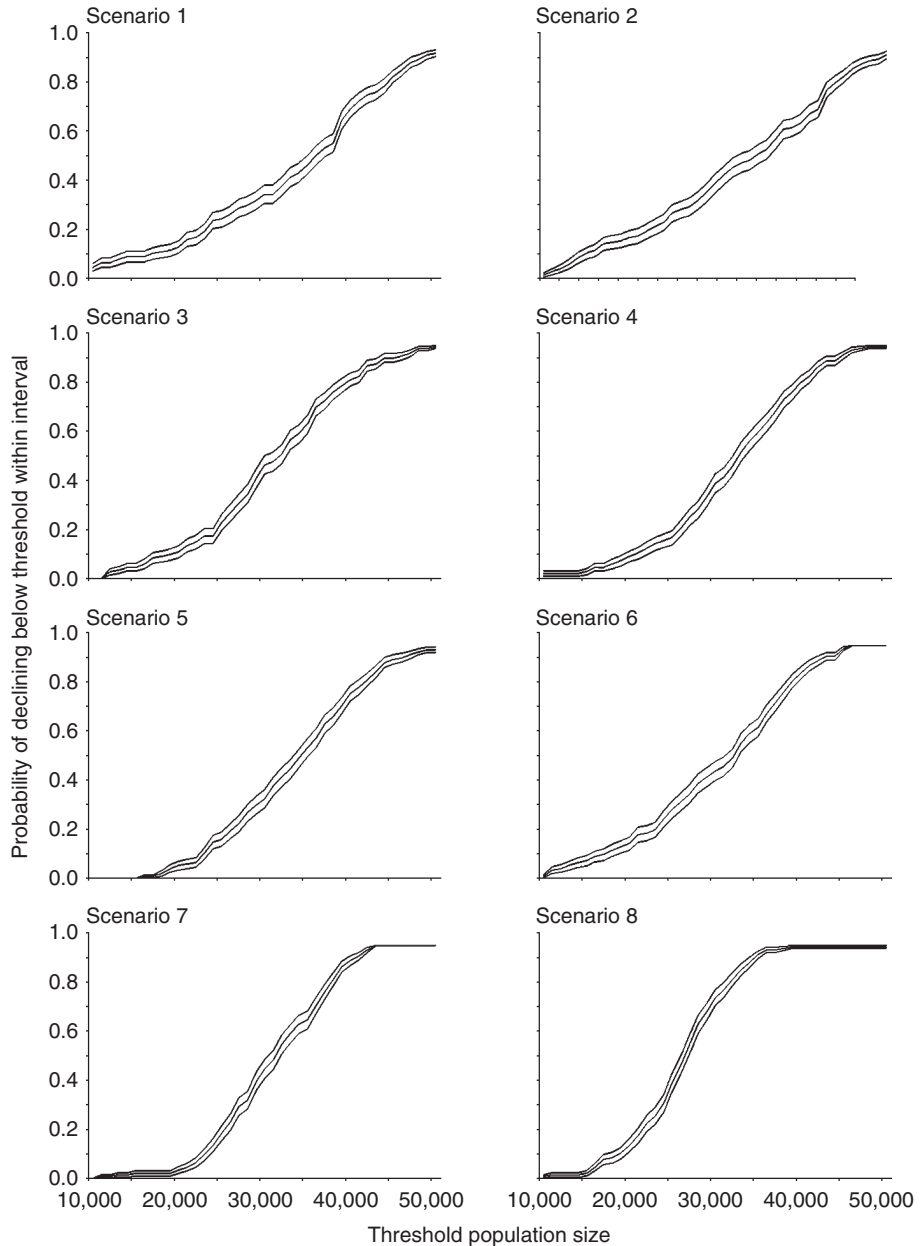 Scenario 1
Scenario 2
1.0
0.8
0.6
0.4
0.2
0.0
Scenario 3
Scenario 4
1.0
0.8
0.6
0.4
0.2
0.0
Scenario 5
Scenario 6
1.0
0.8
0.6
0.4
0.2
0.0
Scenario 7
Scenario 8
1.0
0.8
0.6
0.4
0.2
0.0
10,000 20,000 30,000 40,000 50,000
10,000 20,000 30,000 40,000 50,000
Probability of declining below threshold within interval
Threshold population size